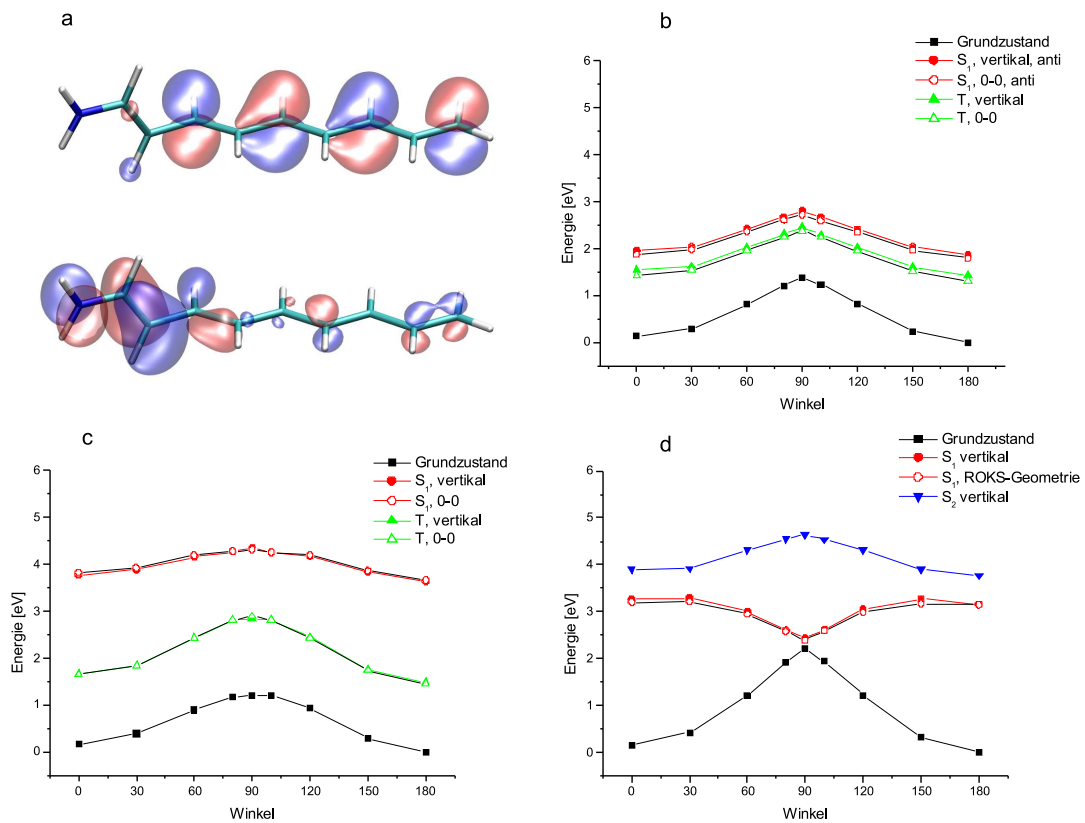 a
b
Grundzustand
S₁, vertikal, anti
S₁, 0-0, anti
T, vertikal
T, 0-0
6
5
4
3
2
1
0
Energie [eV]
0 30 60 90 120 150 180
Winkel
c
Grundzustand
S₁, vertikal
S₁, 0-0
T, vertikal
T, 0-0
6
5
4
3
2
1
0
Energie [eV]
0 30 60 90 120 150 180
Winkel
d
Grundzustand
S₁ vertikal
S₁, ROKS-Geometrie
S₂ vertikal
6
5
4
3
2
1
0
Energie [eV]
0 30 60 90 120 150 180
Winkel